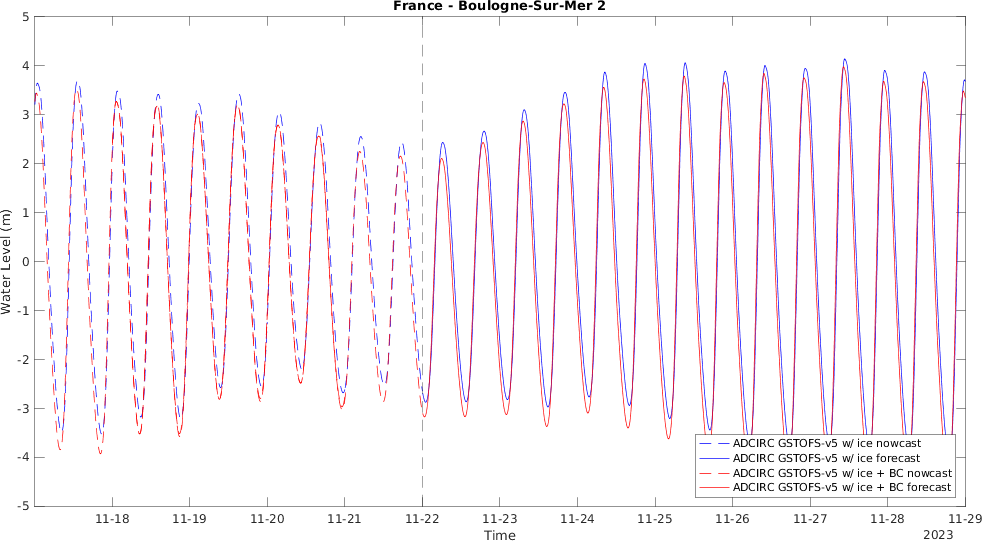 France - Boulogne-Sur-Mer 2
Water Level (m)
5
4
3
2
1
0
-1
-2
-3
-4
-5
ADCIRC GSTOFS-v5 w/ ice nowcast
ADCIRC GSTOFS-v5 w/ ice forecast
ADCIRC GSTOFS-v5 w/ ice + BC nowcast
ADCIRC GSTOFS-v5 w/ ice + BC forecast
11-18 11-19 11-20 11-21 11-22 11-23 11-24 11-25 11-26 11-27 11-28 11-29
Time
2023